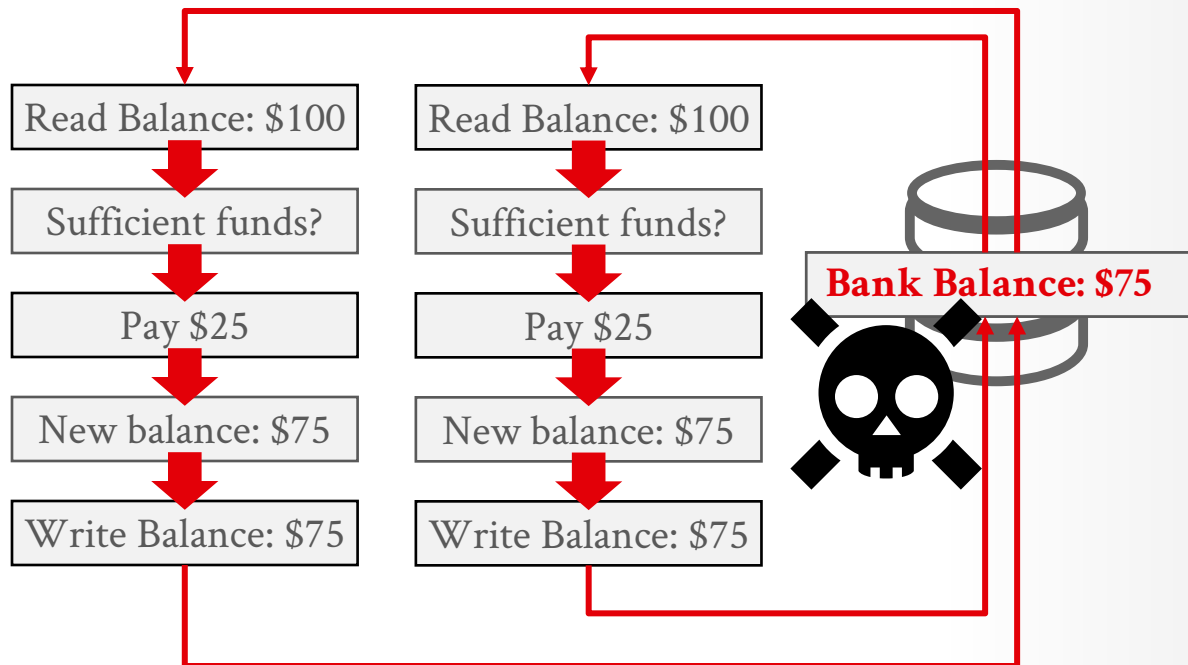 Read Balance: $100
Sufficient funds?
Pay $25
New balance: $75
Write Balance: $75
Read Balance: $100
Sufficient funds?
Pay $25
New balance: $75
Write Balance: $75
Bank Balance: $75